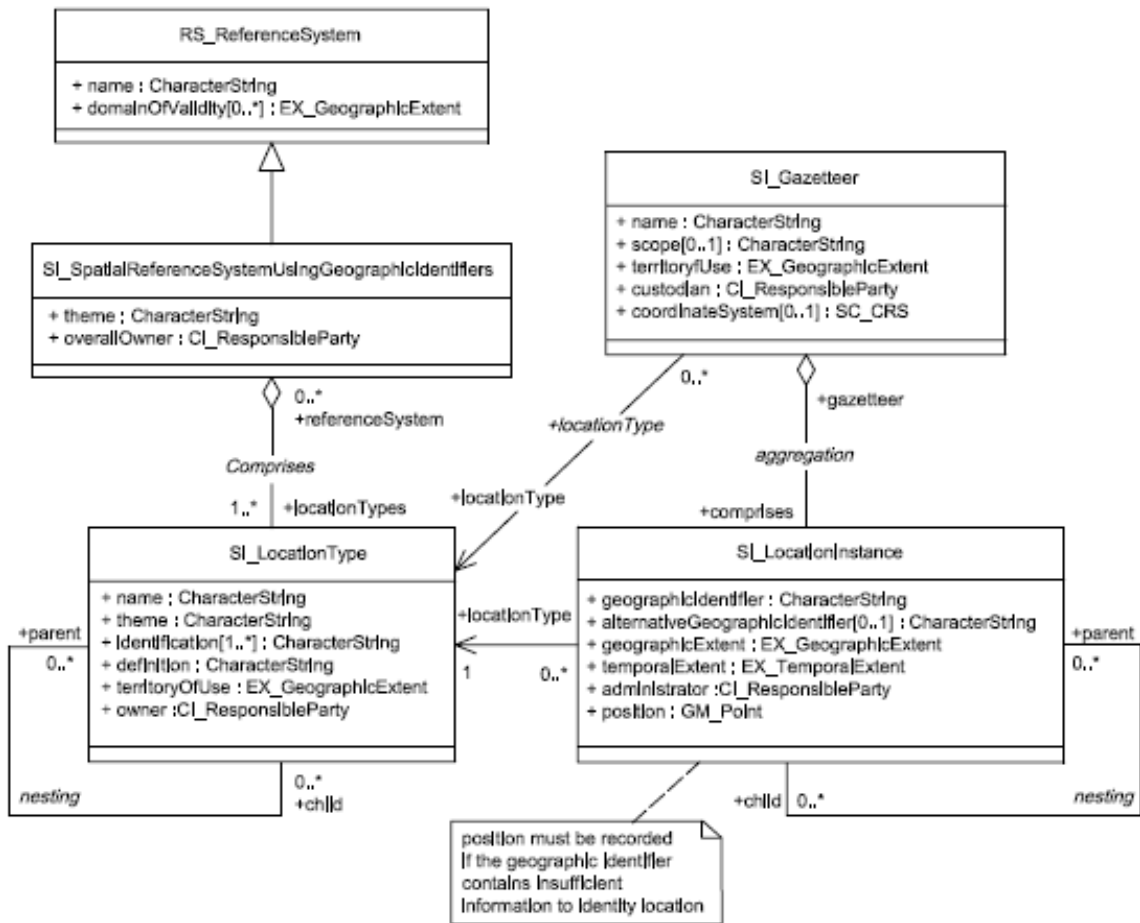 RS_ReferenceSystem
+ name : CharacterString
+ domainOfValidity[0..*] : EX_GeographicExtent
SI_Gazetteer
+ name : CharacterString
+ scope[0..1] : CharacterString
+ territoryfUse : EX_GeographicExtent
+ custodian : CI_ResponsibleParty
+ coordinateSystem[0..1] : SC_CRS
SI_SpatialReferenceSystemUsingGeographicIdentifiers
+ theme : CharacterString
+ overallOwner : CI_ResponsibleParty
0..*
+referenceSystem
Comprises
1..*
+locationTypes
0..*
+locationType
+locationType
+gazetteer
aggregation
+comprises
SI_LocationType
+ name : CharacterString
+ theme : CharacterString
+ identification[1..*] : CharacterString
+ definition : CharacterString
+ territoryOfUse : EX_GeographicExtent
+ owner :CI_ResponsibleParty
+parent
0..*
nesting
0..*
+child
+locationType
1
0..*
SI_LocationInstance
+ geographicIdentifier : CharacterString
+ alternativeGeographicIdentifier[0..1] : CharacterString
+ geographicExtent : EX_GeographicExtent
+ temporalExtent : EX_TemporalExtent
+ administrator :CI_ResponsibleParty
+ position : GM_Point
+parent
0..*
+child
0..*
nesting
position must be recorded
if the geographic identifier
contains insufficient
information to identity location